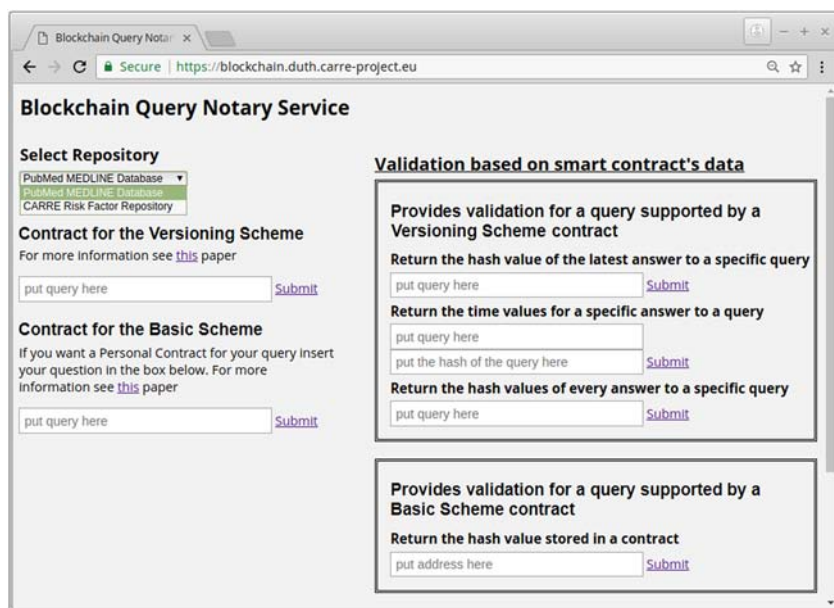 Blockchain Query Notar
Secure https://blockchain.duth.carre-project.eu
Blockchain Query Notary Service
Select Repository
PubMed MEDLINE Database
PubMed MEDLINE Database
CARRE Risk Factor Repository
Contract for the Versioning Scheme
For more information see this paper
put query here Submit
Contract for the Basic Scheme
If you want a Personal Contract for your query insert
your question in the box below. For more
information see this paper
put query here Submit
Validation based on smart contract's data
Provides validation for a query supported by a
Versioning Scheme contract
Return the hash value of the latest answer to a specific query
put query here Submit
Return the time values for a specific answer to a query
put query here
put the hash of the query here Submit
Return the hash values of every answer to a specific query
put query here Submit
Provides validation for a query supported by a
Basic Scheme contract
Return the hash value stored in a contract
put address here Submit